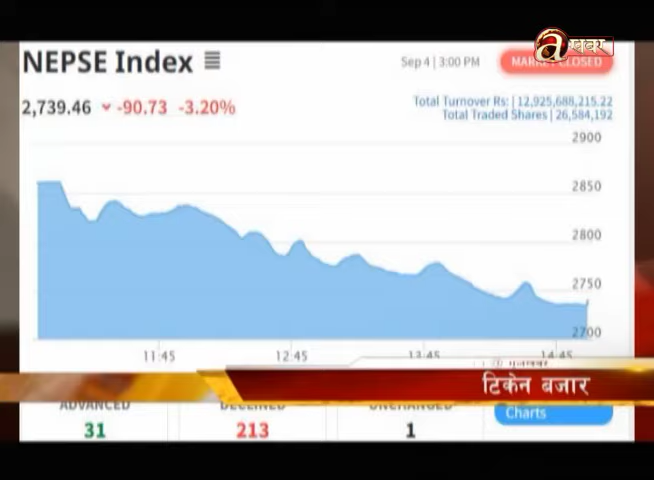 a खबर
NEPSE Index
Sep 4 | 3:00 PM
MARKET CLOSED
2,739.46 -90.73 -3.20%
Total Turnover Rs: | 12,925,688,215.22
Total Traded Shares | 26,584,192
2900
2850
2800
2750
2700
11:45 12:45 13:45 14:45
टिकेन बजार
ADVANCED DECLINED UNCHANGED
Charts
31 213 1